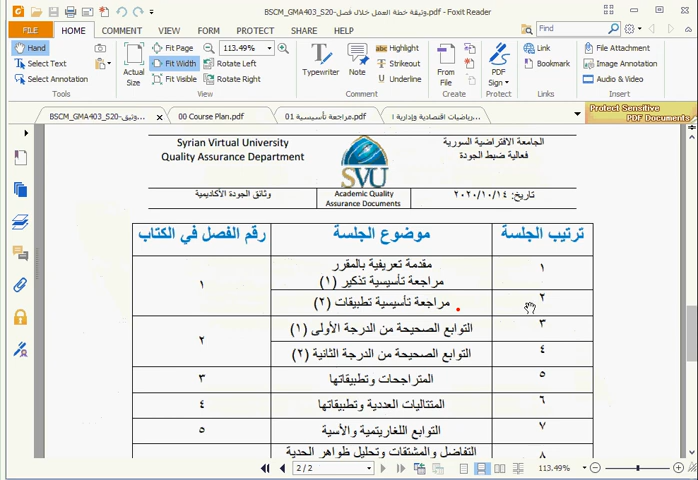 BSCM_GMA403_S20-وثيقة خطة العمل خلال فصل.pdf - Foxit Reader
FILE HOME COMMENT VIEW FORM PROTECT SHARE HELP Find
Hand
Select Text
Select Annotation
Tools
Actual Size
Fit Page
Fit Width
Fit Visible
113.49%
Rotate Left
Rotate Right
View
Typewriter
Note
Highlight
Strikeout
Underline
Comment
From File
Create
PDF Sign
Protect
Link
Bookmark
Links
File Attachment
Image Annotation
Audio & Video
Insert
BSCM_GMA403_S20-وثيق...
00 Course Plan.pdf
01 مراجعة تأسيسية.pdf
رياضيات اقتصادية وإدارية ا...
Protect Sensitive
PDF Documents
Syrian Virtual University
Quality Assurance Department
SVU
Academic Quality
Assurance Documents
الجامعة الافتراضية السورية
فعالية ضبط الجودة
وثائق الجودة الأكاديمية
تاريخ: ٢٠٢٠/١٠/١٤
ترتيب الجلسة موضوع الجلسة رقم الفصل في الكتاب
١ مقدمة تعريفية بالمقرر
مراجعة تأسيسية تذكير (١) ١
٢ مراجعة تأسيسية تطبيقات (٢)
٣ التوابع الصحيحة من الدرجة الأولى (١) ٢
٤ التوابع الصحيحة من الدرجة الثانية (٢)
٥ المتراجحات وتطبيقاتها ٣
٦ المتتاليات العددية وتطبيقاتها ٤
٧ التوابع اللغاريتمية والأسية ٥
٨ التفاضل والمشتقات وتحليل ظواهر الحدية
2 / 2
113.49%